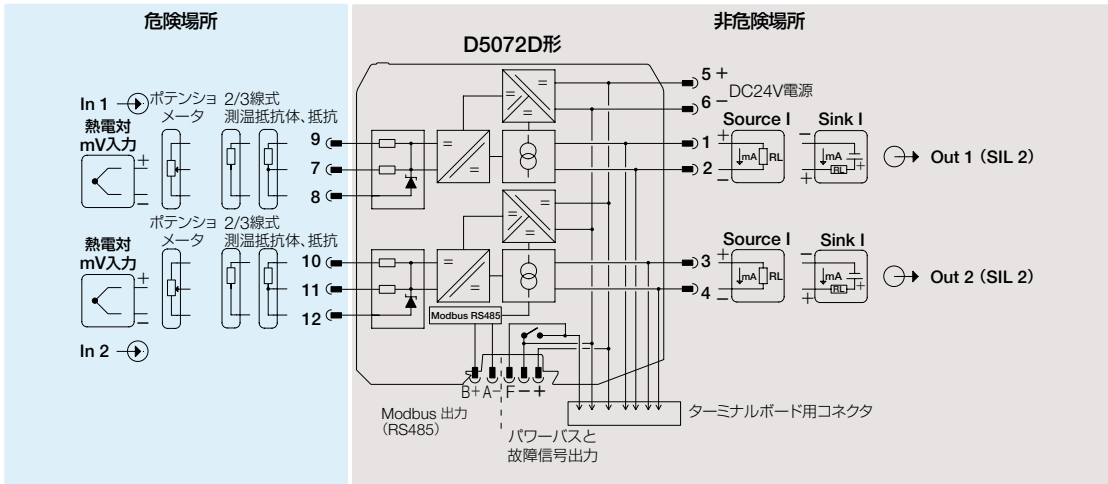 危険場所
非危険場所
D5072D形
In 1
ポテンショ
メータ
2/3線式
測温抵抗体、抵抗
熱電対
mV入力
+
−
9
7
8
5 +
6 −
DC24V電源
1
2
+
−
Source I
mA
RL
Sink I
−
+
mA
RL
+
Out 1 (SIL 2)
ポテンショ
メータ
2/3線式
測温抵抗体、抵抗
熱電対
mV入力
+
−
10
11
12
In 2
3
4
+
−
Source I
mA
RL
Sink I
−
+
mA
RL
+
Out 2 (SIL 2)
Modbus RS485
B+ A− F − +
Modbus 出力
(RS485)
パワーバスと
故障信号出力
ターミナルボード用コネクタ